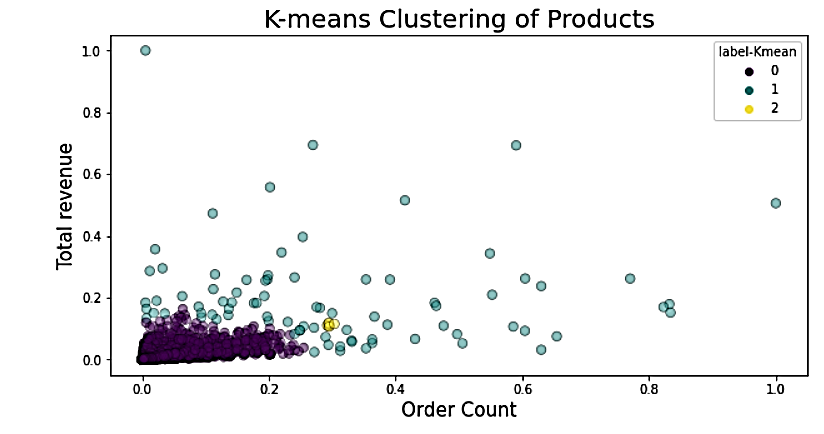 K-means Clustering of Products
label-Kmean
0
1
2
Total revenue
1.0
0.8
0.6
0.4
0.2
0.0
0.0 0.2 0.4 0.6 0.8 1.0
Order Count